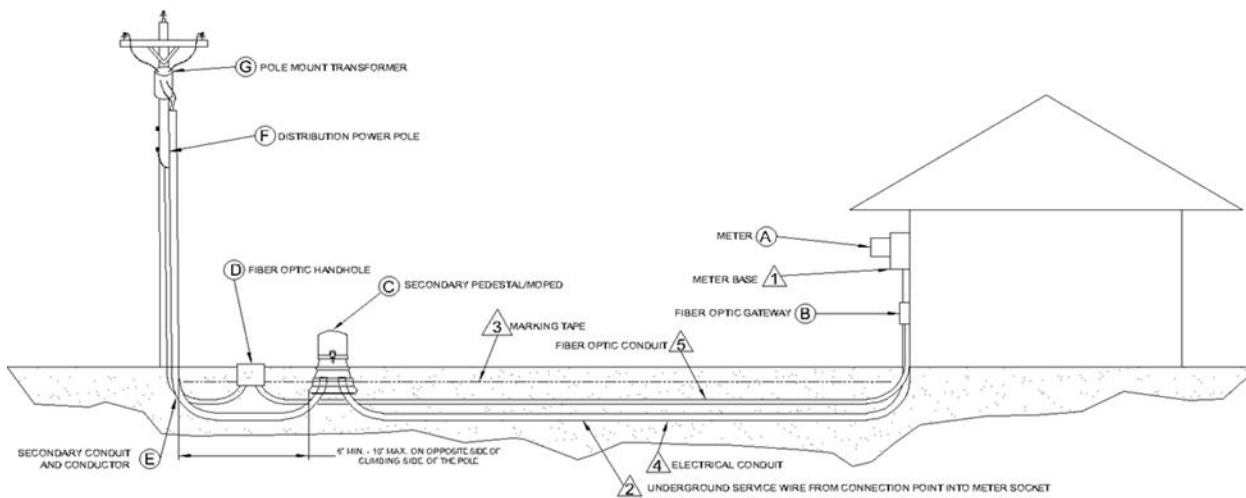 G POLE MOUNT TRANSFORMER
F DISTRIBUTION POWER POLE
METER A
METER BASE 1
D FIBER OPTIC HANDHOLE
C SECONDARY PEDESTAL/MOPED
FIBER OPTIC GATEWAY B
3 MARKING TAPE
FIBER OPTIC CONDUIT 5
SECONDARY CONDUIT
AND CONDUCTOR E
MIN. - 10" MAX. ON OPPOSITE SIDE OF
CLIMBING SIDE OF THE POLE
4 ELECTRICAL CONDUIT
2 UNDERGROUND SERVICE WIRE FROM CONNECTION POINT INTO METER SOCKET